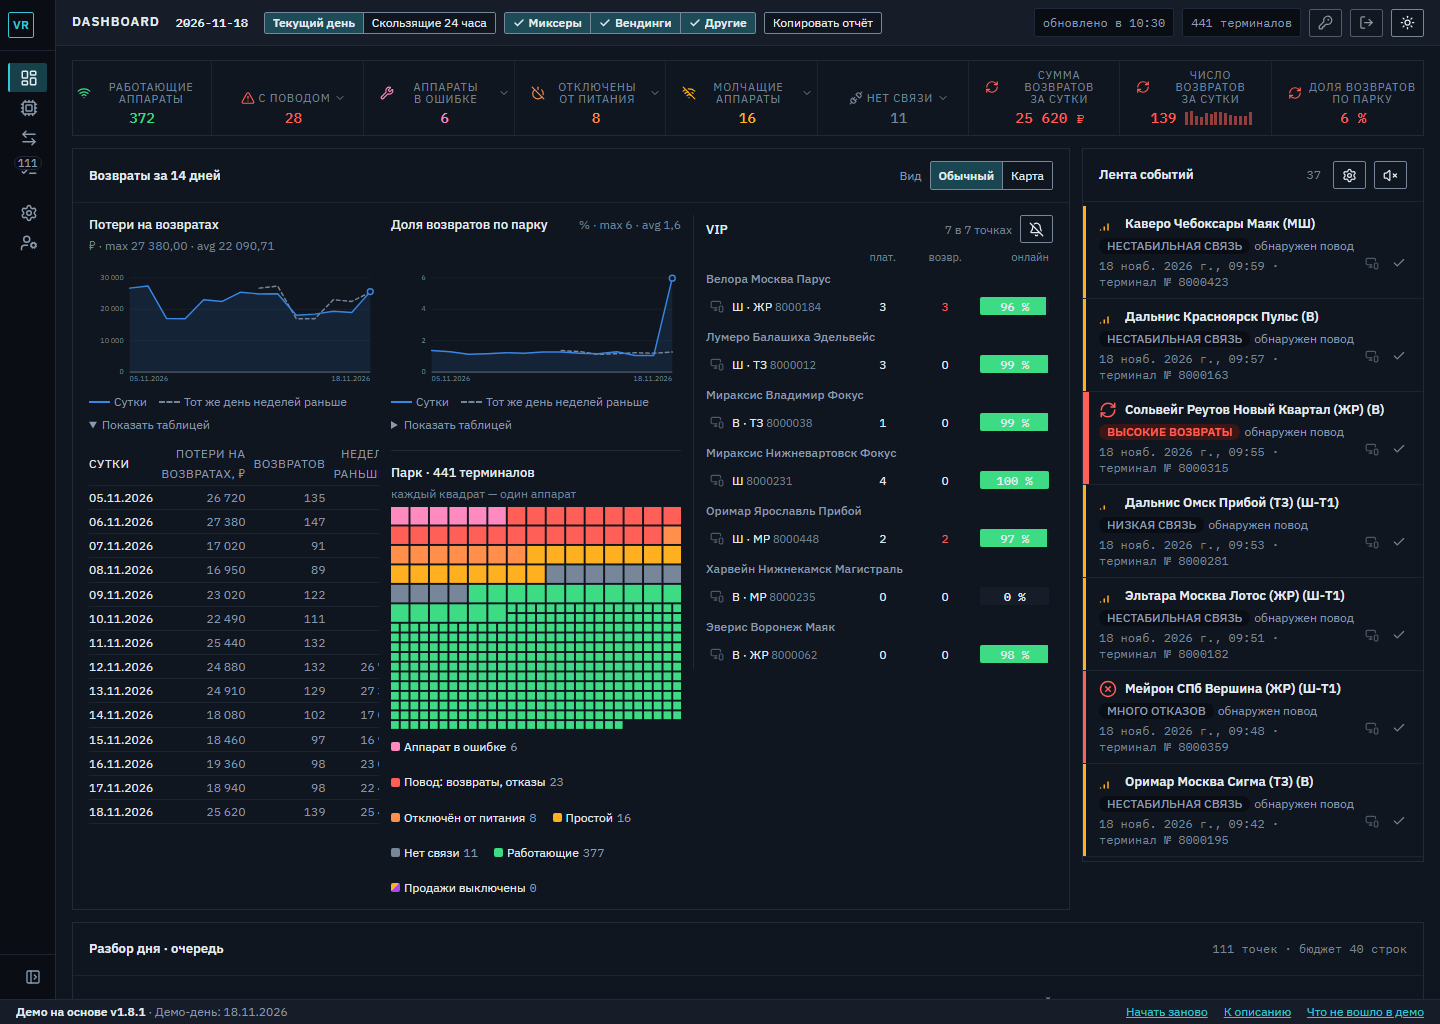 VR
DASHBOARD
2026-11-18
Текущий день
Скользящие 24 часа
Миксеры
Вендинги
Другие
Копировать отчёт
обновлено в 10:30
441 терминалов
111
РАБОТАЮЩИЕ
АППАРАТЫ
372
С ПОВОДОМ
28
АППАРАТЫ
В ОШИБКЕ
6
ОТКЛЮЧЕНЫ
ОТ ПИТАНИЯ
8
МОЛЧАЩИЕ
АППАРАТЫ
16
НЕТ СВЯЗИ
11
СУММА
ВОЗВРАТОВ
ЗА СУТКИ
25 620 ₽
ЧИСЛО
ВОЗВРАТОВ
ЗА СУТКИ
139
ДОЛЯ ВОЗВРАТОВ
ПО ПАРКУ
6 %
Возвраты за 14 дней
Вид
Обычный
Карта
Потери на возвратах
₽ · max 27 380,00 · avg 22 090,71
30 000
20 000
10 000
0
05.11.2026
18.11.2026
Сутки
Тот же день неделей раньше
▼ Показать таблицей
СУТКИ
ПОТЕРИ НА
ВОЗВРАТАХ, ₽
ВОЗВРАТОВ
НЕДЕЛ
РАНЬШ
05.11.2026 26 720 135
06.11.2026 27 380 147
07.11.2026 17 020 91
08.11.2026 16 950 89
09.11.2026 23 020 122
10.11.2026 22 490 111
11.11.2026 25 440 132
12.11.2026 24 880 132 26
13.11.2026 24 910 129 27
14.11.2026 18 080 102 17
15.11.2026 18 460 97 16
16.11.2026 19 360 98 23
17.11.2026 18 940 98 22
18.11.2026 25 620 139 25
Доля возвратов по парку
% · max 6 · avg 1,6
6
4
2
0
05.11.2026
18.11.2026
Сутки
Тот же день неделей раньше
▶ Показать таблицей
Парк · 441 терминалов
каждый квадрат — один аппарат
Аппарат в ошибке 6
Повод: возвраты, отказы 23
Отключён от питания 8
Простой 16
Нет связи 11
Работающие 377
Продажи выключены 0
VIP
7 в 7 точках
плат. возвр. онлайн
Велора Москва Парус
Ш · ЖР 8000184 3 3 96 %
Лумеро Балашиха Эдельвейс
Ш · ТЗ 8000012 3 0 99 %
Мираксис Владимир Фокус
В · ТЗ 8000038 1 0 99 %
Мираксис Нижневартовск Фокус
Ш 8000231 4 0 100 %
Оримар Ярославль Прибой
Ш · МР 8000448 2 2 97 %
Харвейн Нижнекамск Магистраль
В · МР 8000235 0 0 0 %
Эверис Воронеж Маяк
В · ЖР 8000062 0 0 98 %
Лента событий
37
Каверо Чебоксары Маяк (МШ)
НЕСТАБИЛЬНАЯ СВЯЗЬ обнаружен повод
18 нояб. 2026 г., 09:59 ·
терминал № 8000423
Дальнис Красноярск Пульс (В)
НЕСТАБИЛЬНАЯ СВЯЗЬ обнаружен повод
18 нояб. 2026 г., 09:57 ·
терминал № 8000163
Сольвейг Реутов Новый Квартал (ЖР) (В)
ВЫСОКИЕ ВОЗВРАТЫ обнаружен повод
18 нояб. 2026 г., 09:55 ·
терминал № 8000315
Дальнис Омск Прибой (ТЗ) (Ш-Т1)
НИЗКАЯ СВЯЗЬ обнаружен повод
18 нояб. 2026 г., 09:53 ·
терминал № 8000281
Эльтара Москва Лотос (ЖР) (Ш-Т1)
НЕСТАБИЛЬНАЯ СВЯЗЬ обнаружен повод
18 нояб. 2026 г., 09:51 ·
терминал № 8000182
Мейрон СПб Вершина (ЖР) (Ш-Т1)
МНОГО ОТКАЗОВ обнаружен повод
18 нояб. 2026 г., 09:48 ·
терминал № 8000359
Оримар Москва Сигма (ТЗ) (В)
НЕСТАБИЛЬНАЯ СВЯЗЬ обнаружен повод
18 нояб. 2026 г., 09:42 ·
терминал № 8000195
Разбор дня · очередь
111 точек · бюджет 40 строк
Демо на основе v1.8.1 · Демо-день: 18.11.2026
Начать заново
К описанию
Что не вошло в демо